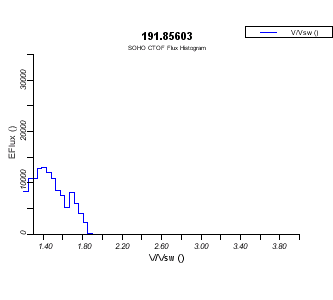 191.85603
SOHO CTOF Flux Histogram
V/Vsw ()
EFlux ()
30000
20000
10000
0
1.40 1.80 2.20 2.60 3.00 3.40 3.80
V/Vsw ()